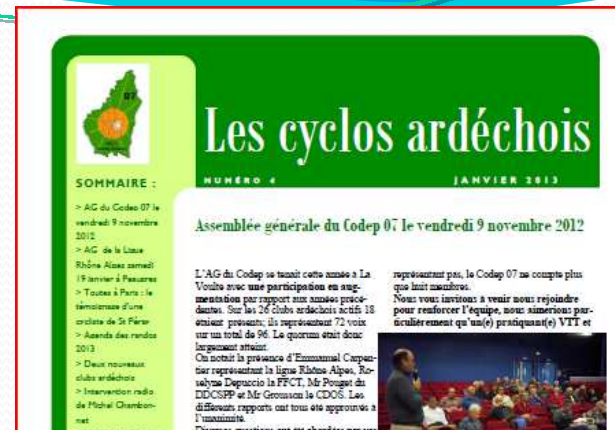 07
Les cyclos ardéchois
NUMÉRO 4 JANVIER 2013
SOMMAIRE :
> AG du Codep 07 le
vendredi 9 novembre
2012
> AG de la Ligue
Rhône Alpes samedi
19 janvier à Peaugres
> Toutes à Paris : le
témoignage d'une
cycliste de St Péray
> Agenda des randos
2013
> Deux nouveaux
clubs ardéchois
> Intervention radio
de Michel Chambon-
net
Assemblée générale du Codep 07 le vendredi 9 novembre 2012
L'AG du Codep se tenait cette année à La
Voulte avec une participation en aug-
mentation par rapport aux années précé-
dentes. Sur les 26 clubs ardéchois actifs 18
étaient présents; ils représentent 72 voix
sur un total de 96. Le quorum était donc
largement atteint.
On notait la présence d'Emmanuel Carpen-
tier représentant la ligne Rhône Alpes, Ro-
selyne Depuccio la FFCT, Mr Pouget du
DDCSPP et Mr Grousson le CDOS. Les
différents rapports ont tous été approuvés à
l'unanimité.
Diverses questions ont été abordées
représentant pas, le Codep 07 ne compte plus
que huit membres.
Nous vous invitons à venir nous rejoindre
pour renforcer l'équipe, nous aimerions par-
ticulièrement qu'un(e) pratiquant(e) VTT et